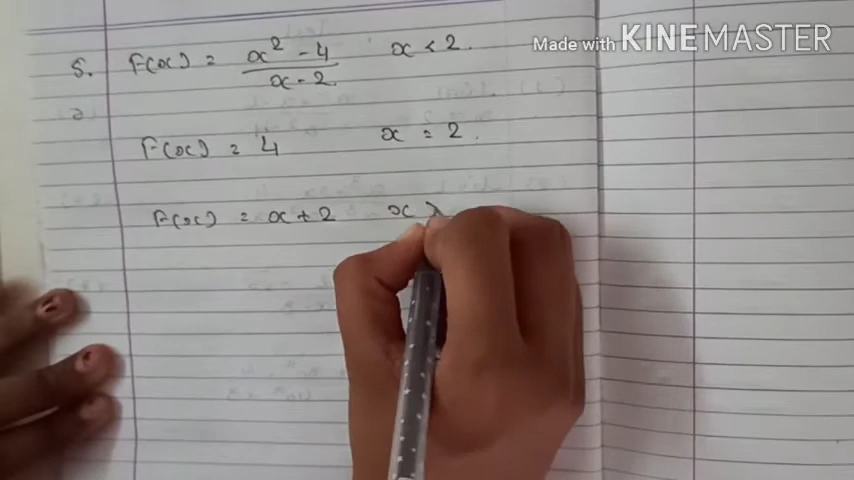 Made with KINEMASTER
5. F(x) = x² - 4 / x - 2 x < 2.
F(x) = 4 x = 2.
F(x) = x + 2 x >